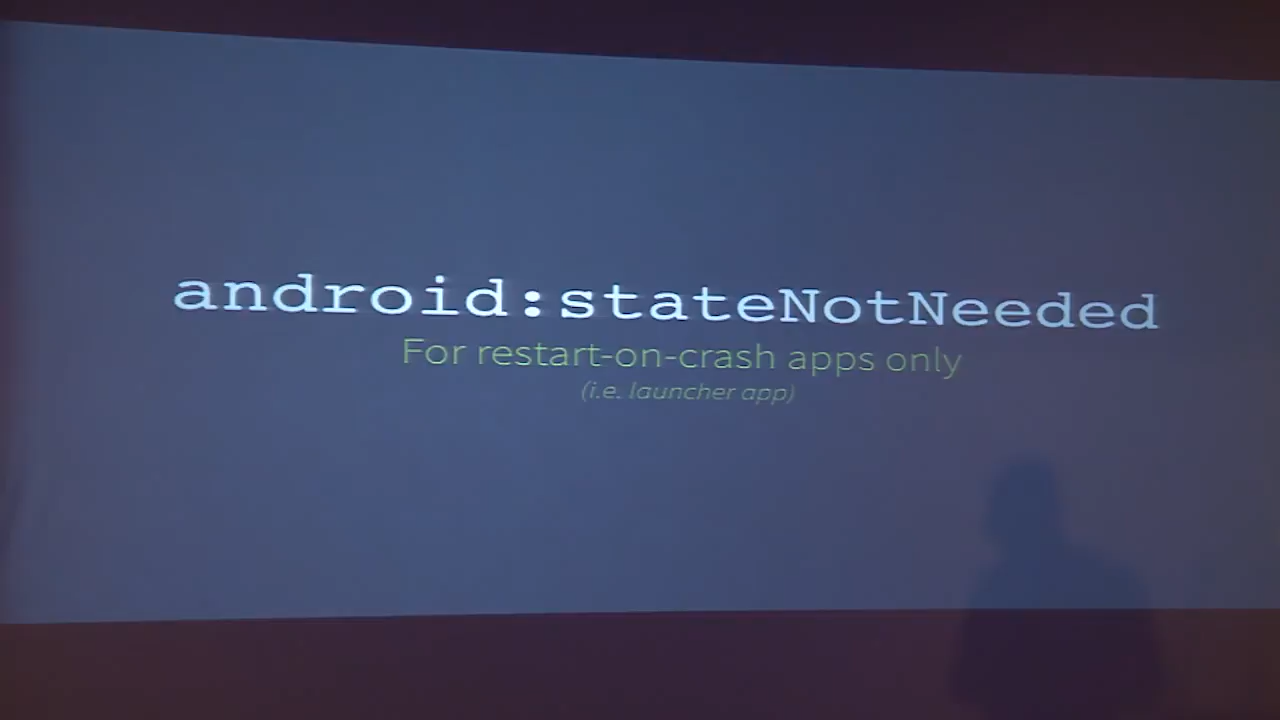 android:stateNotNeeded
For restart-on-crash apps only
(i.e. launcher app)